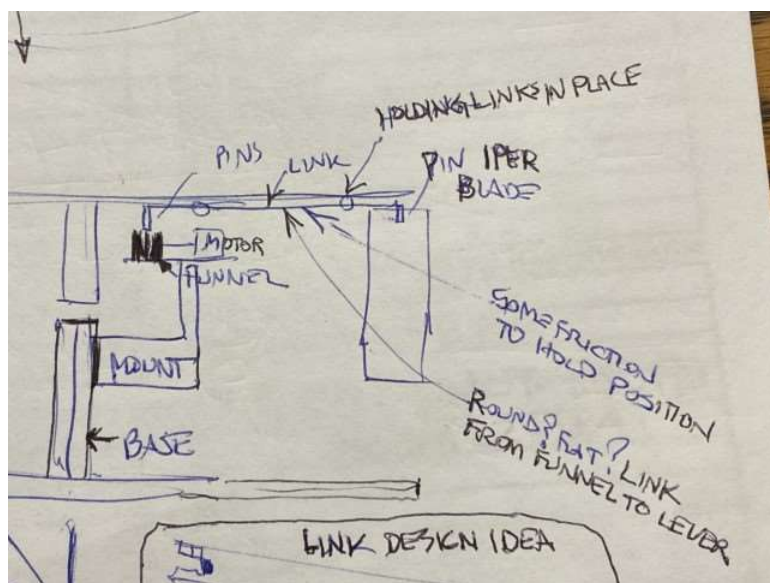 HOLDING LINKS IN PLACE
PINS
LINK
PIN PER
BLADE
MOTOR
FUNNEL
SOME FRICTION
TO HOLD POSITION
MOUNT
ROUND? FLAT? LINK
FROM FUNNEL TO LEVER
BASE
LINK DESIGN IDEA